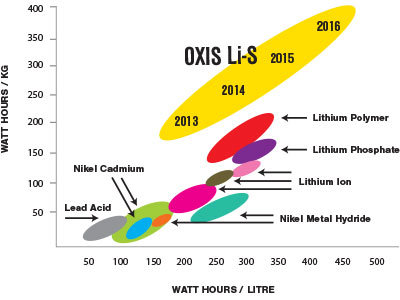 400
350
300
250
200
150
100
50
WATT HOURS / KG
OXIS Li-S
2016
2015
2014
2013
Lithium Polymer
Lithium Phosphate
Lithium Ion
Nikel Metal Hydride
Nikel Cadmium
Lead Acid
50 100 150 200 250 300 350 400 450 500
WATT HOURS / LITRE